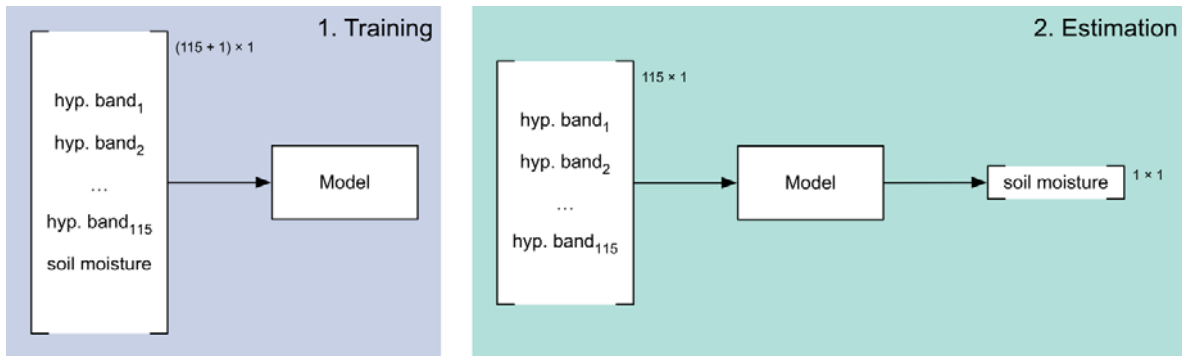 1. Training
(115 + 1) × 1
hyp. band1
hyp. band2
...
hyp. band115
soil moisture
Model
2. Estimation
115 × 1
hyp. band1
hyp. band2
...
hyp. band115
Model
soil moisture
1 × 1